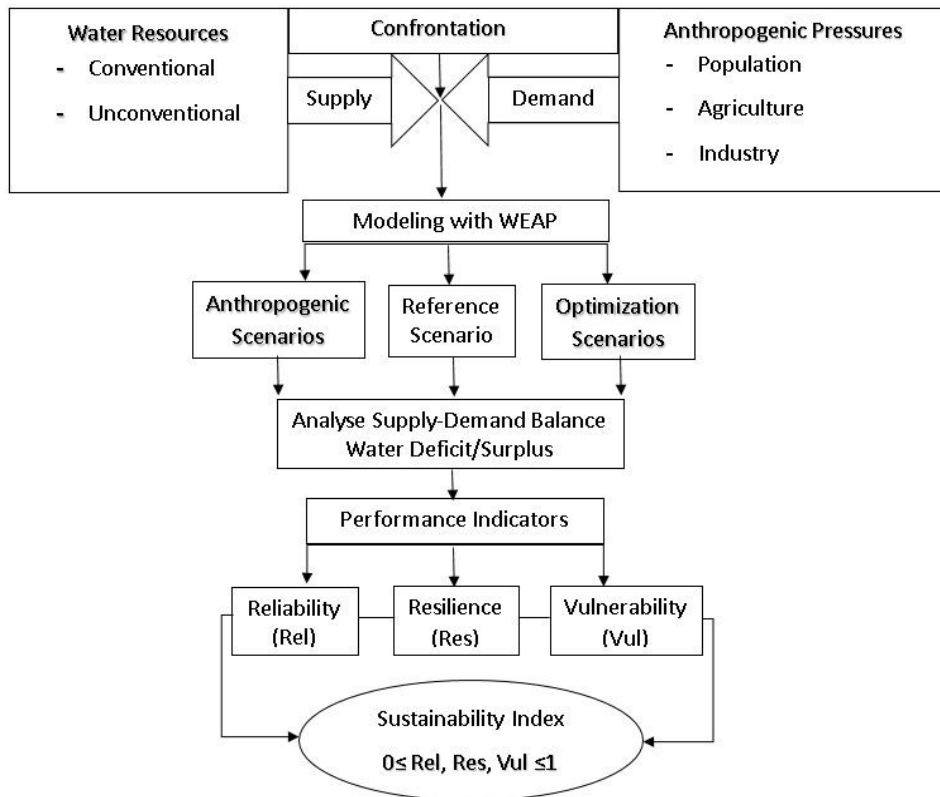 Water Resources
- Conventional
- Unconventional
Confrontation
Supply
Demand
Anthropogenic Pressures
- Population
- Agriculture
- Industry
Modeling with WEAP
Anthropogenic
Scenarios
Reference
Scenario
Optimization
Scenarios
Analyse Supply-Demand Balance
Water Deficit/Surplus
Performance Indicators
Reliability
(Rel)
Resilience
(Res)
Vulnerability
(Vul)
Sustainability Index
0≤ Rel, Res, Vul ≤1